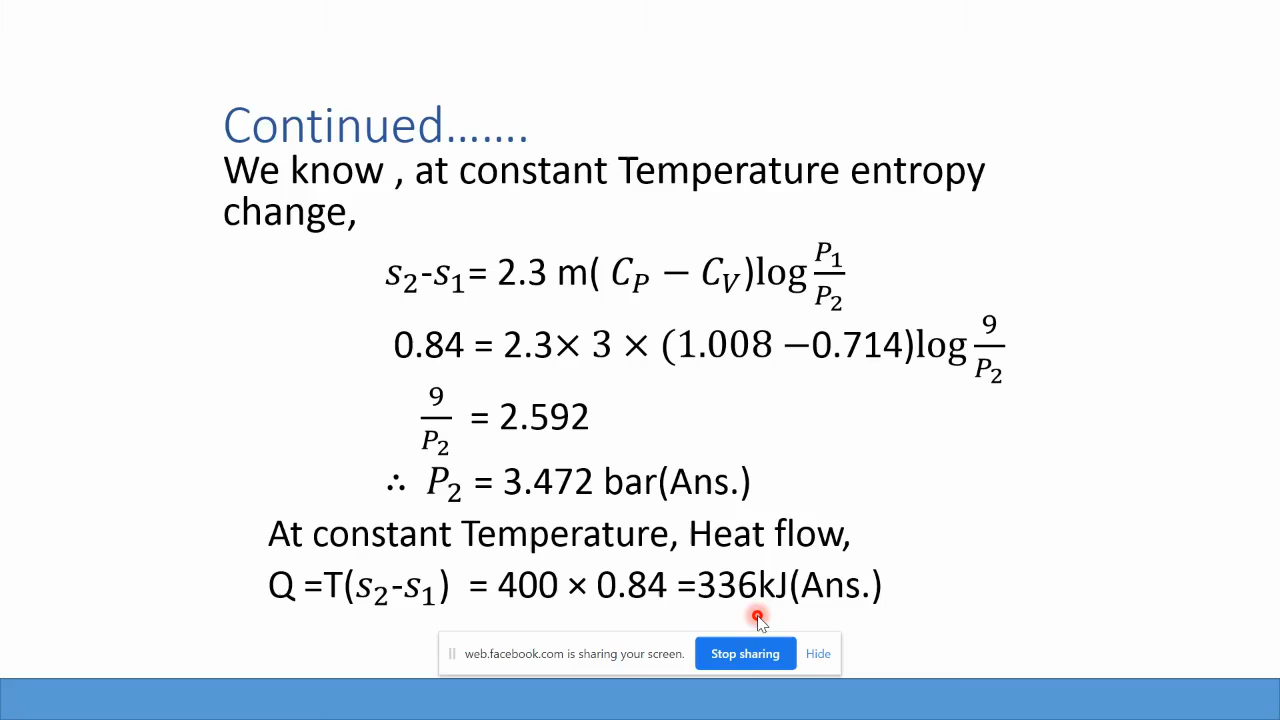 Continued.......
We know , at constant Temperature entropy
change,
𝑠₂-𝑠₁= 2.3 m( 𝐶_𝑃 − 𝐶_𝑉 )log 𝑃₁/𝑃₂
0.84 = 2.3× 3 × (1.008 −0.714)log 9/𝑃₂
9/𝑃₂ = 2.592
∴ 𝑃₂ = 3.472 bar(Ans.)
At constant Temperature, Heat flow,
Q =T(𝑠₂-𝑠₁) = 400 × 0.84 =336kJ(Ans.)
web.facebook.com is sharing your screen. Stop sharing Hide